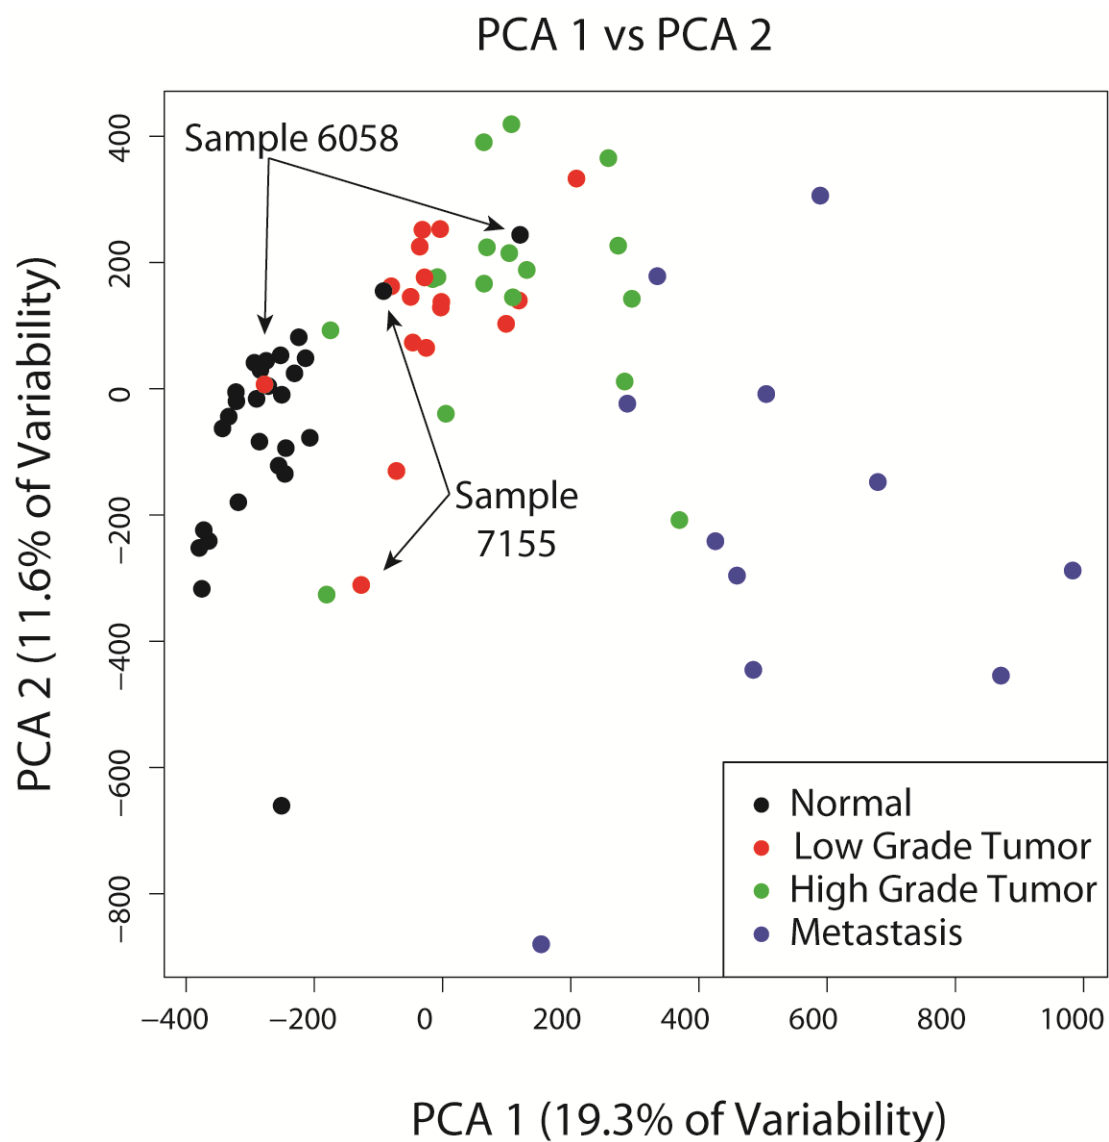 PCA 1 vs PCA 2
PCA 2 (11.6% of Variability)
400
200
0
−200
−400
−600
−800
Sample 6058
Sample
7155
Normal
Low Grade Tumor
High Grade Tumor
Metastasis
−400 −200 0 200 400 600 800 1000
PCA 1 (19.3% of Variability)